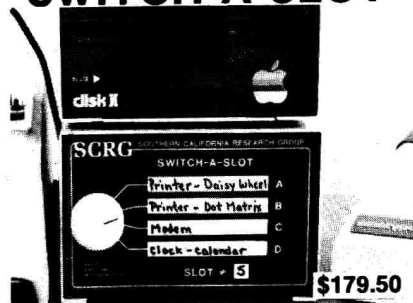 SWITCH-A-SLOT
disk ][
SCRG SOUTHERN CALIFORNIA RESEARCH GROUP
SWITCH-A-SLOT
Printer - Daisy Wheel A
Printer - Dot Matrix B
Modem C
Clock - calendar D
SLOT # 5
$179.50